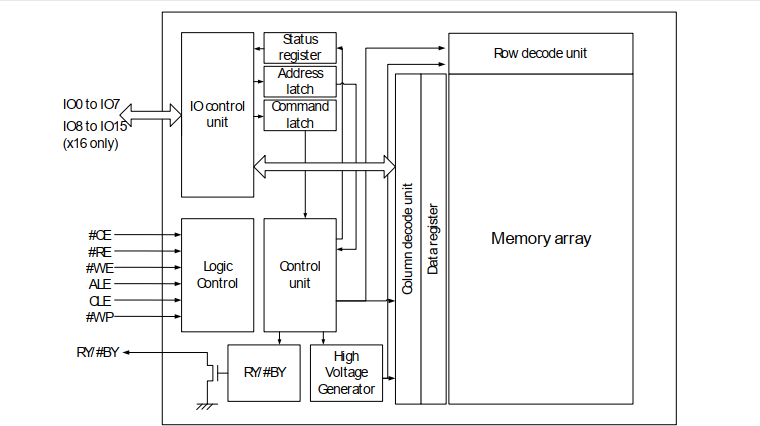 Status
register
Address
latch
Command
latch
IO control
unit
IO0 to IO7
IO8 to IO15
(x16 only)
Row decode unit
Column decode unit
Data register
Memory array
#CE
#RE
#WE
ALE
CLE
#WP
Logic
Control
Control
unit
RY/#BY
RY/#BY
High
Voltage
Generator